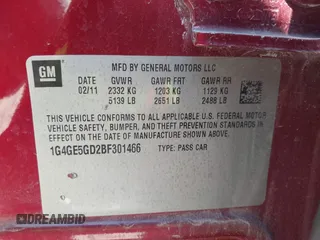 GM
MFD BY GENERAL MOTORS LLC
DATE GVWR GAWR FRT GAWR RR
02/11 2332 KG 1203 KG 1129 KG
5139 LB 2651 LB 2488 LB
THIS VEHICLE CONFORMS TO ALL APPLICABLE U.S. FEDERAL MOTOR
VEHICLE SAFETY, BUMPER, AND THEFT PREVENTION STANDARDS
IN EFFECT ON THE DATE OF MANUFACTURE SHOWN ABOVE.
1G4GE5GD2BF301466 TYPE: PASS CAR
DREAMBID